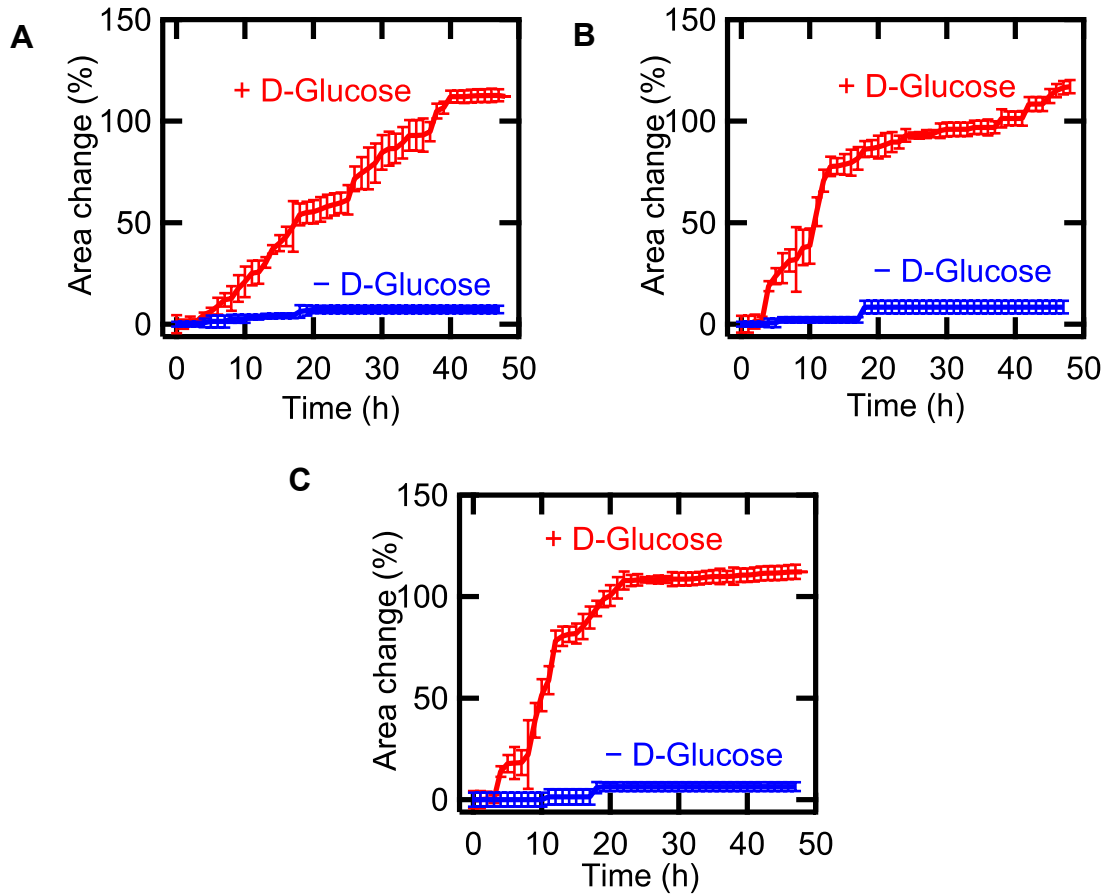 A
150
100
50
0
Area change (%)
+ D-Glucose
− D-Glucose
0 10 20 30 40 50
Time (h)
B
150
100
50
0
Area change (%)
+ D-Glucose
− D-Glucose
0 10 20 30 40 50
Time (h)
C
150
100
50
0
Area change (%)
+ D-Glucose
− D-Glucose
0 10 20 30 40 50
Time (h)